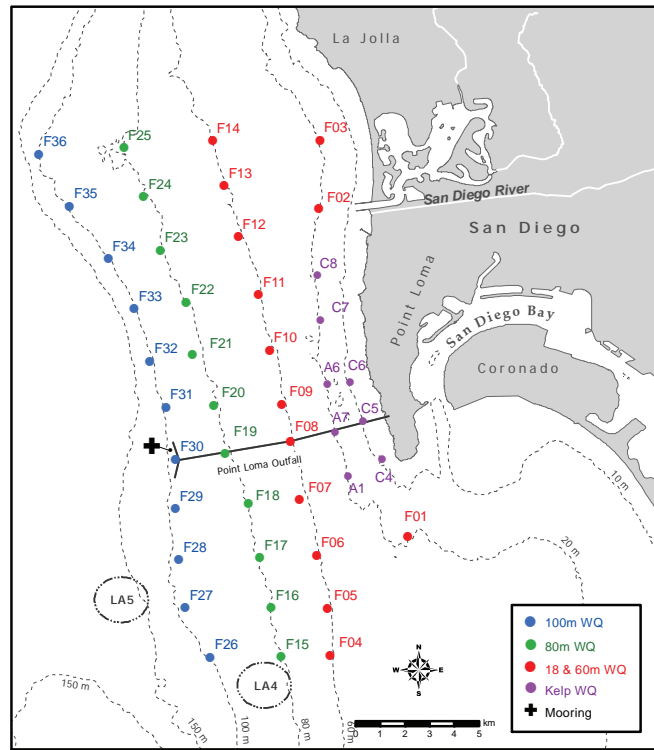 La Jolla
F14
F03
F25
F36
F13
F24
San Diego River
F35
F02
F12
San Diego
F23
F34
C8
F11
F22
F33
C7
Point Loma
San Diego Bay
F10
F21
F32
A6
C6
Coronado
F20
F09
F31
C5
F08
A7
F19
F30
Point Loma Outfall
C4
10 m
F07
A1
F18
F29
F01
20 m
F06
F17
F28
LA5
F27
F16
F05
F15
F04
F26
LA4
150 m
150 m
100 m
80 m
60 m
N
W
E
S
0
1
2
3
4
5
km
100m WQ
80m WQ
18 & 60m WQ
Kelp WQ
Mooring